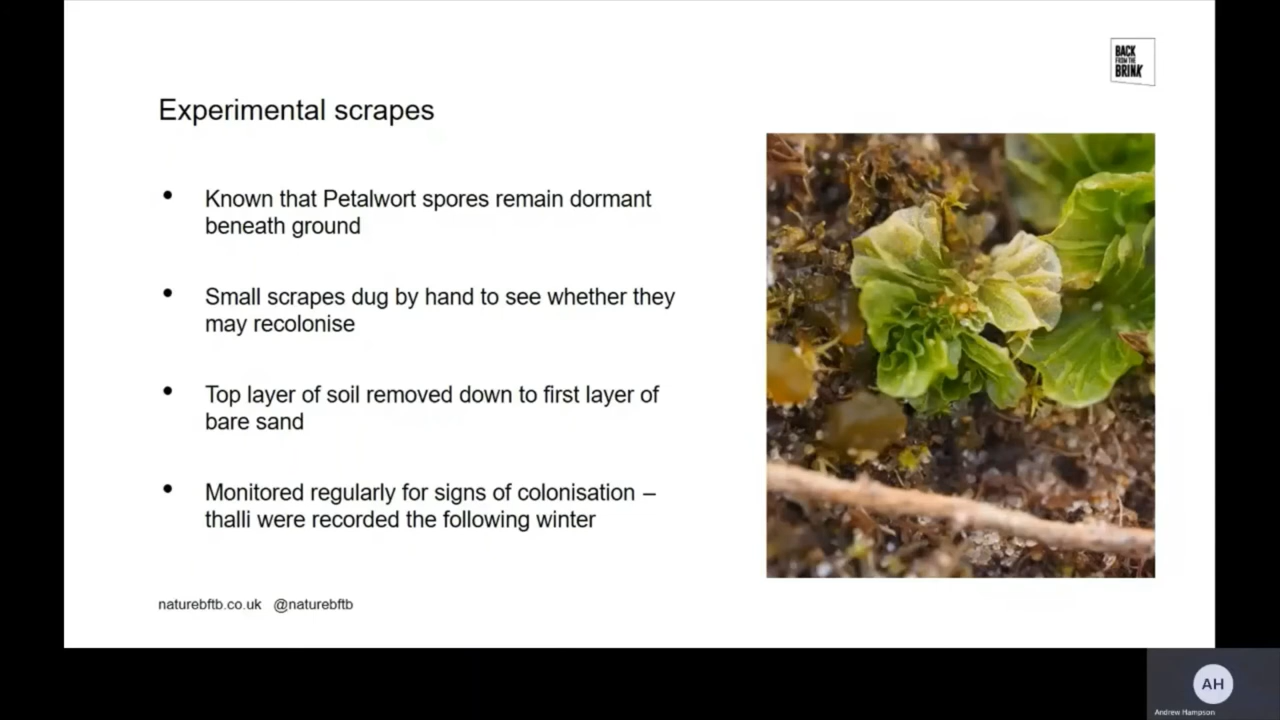 BACK
FROM THE
BRINK
Experimental scrapes
• Known that Petalwort spores remain dormant
beneath ground
• Small scrapes dug by hand to see whether they
may recolonise
• Top layer of soil removed down to first layer of
bare sand
• Monitored regularly for signs of colonisation –
thalli were recorded the following winter
naturebftb.co.uk @naturebftb
AH
Andrew Hampson